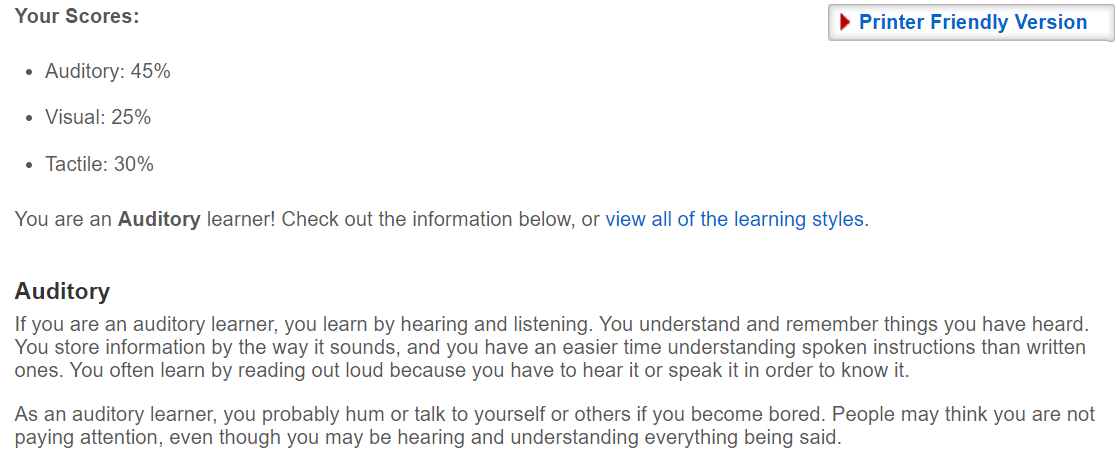 Your Scores:
Printer Friendly Version
Auditory: 45%
Visual: 25%
Tactile: 30%
You are an Auditory learner! Check out the information below, or view all of the learning styles.
Auditory
If you are an auditory learner, you learn by hearing and listening. You understand and remember things you have heard.
You store information by the way it sounds, and you have an easier time understanding spoken instructions than written
ones. You often learn by reading out loud because you have to hear it or speak it in order to know it.
As an auditory learner, you probably hum or talk to yourself or others if you become bored. People may think you are not
paying attention, even though you may be hearing and understanding everything being said.